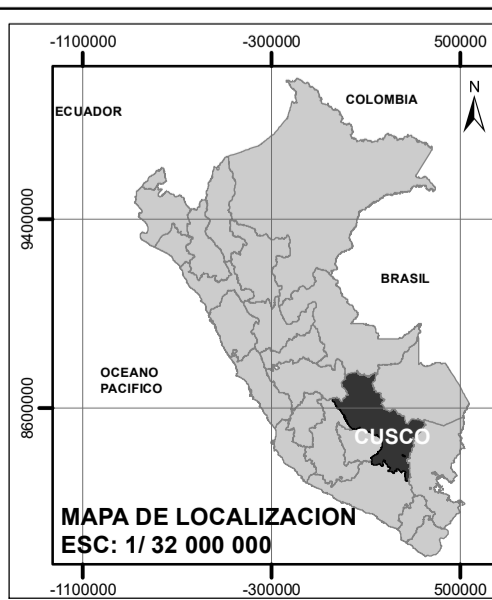 -1100000 -300000 500000
ECUADOR
COLOMBIA
N
9400000
BRASIL
OCEANO
PACIFICO
8600000
CUSCO
MAPA DE LOCALIZACION
ESC: 1/ 32 000 000
-1100000 -300000 500000